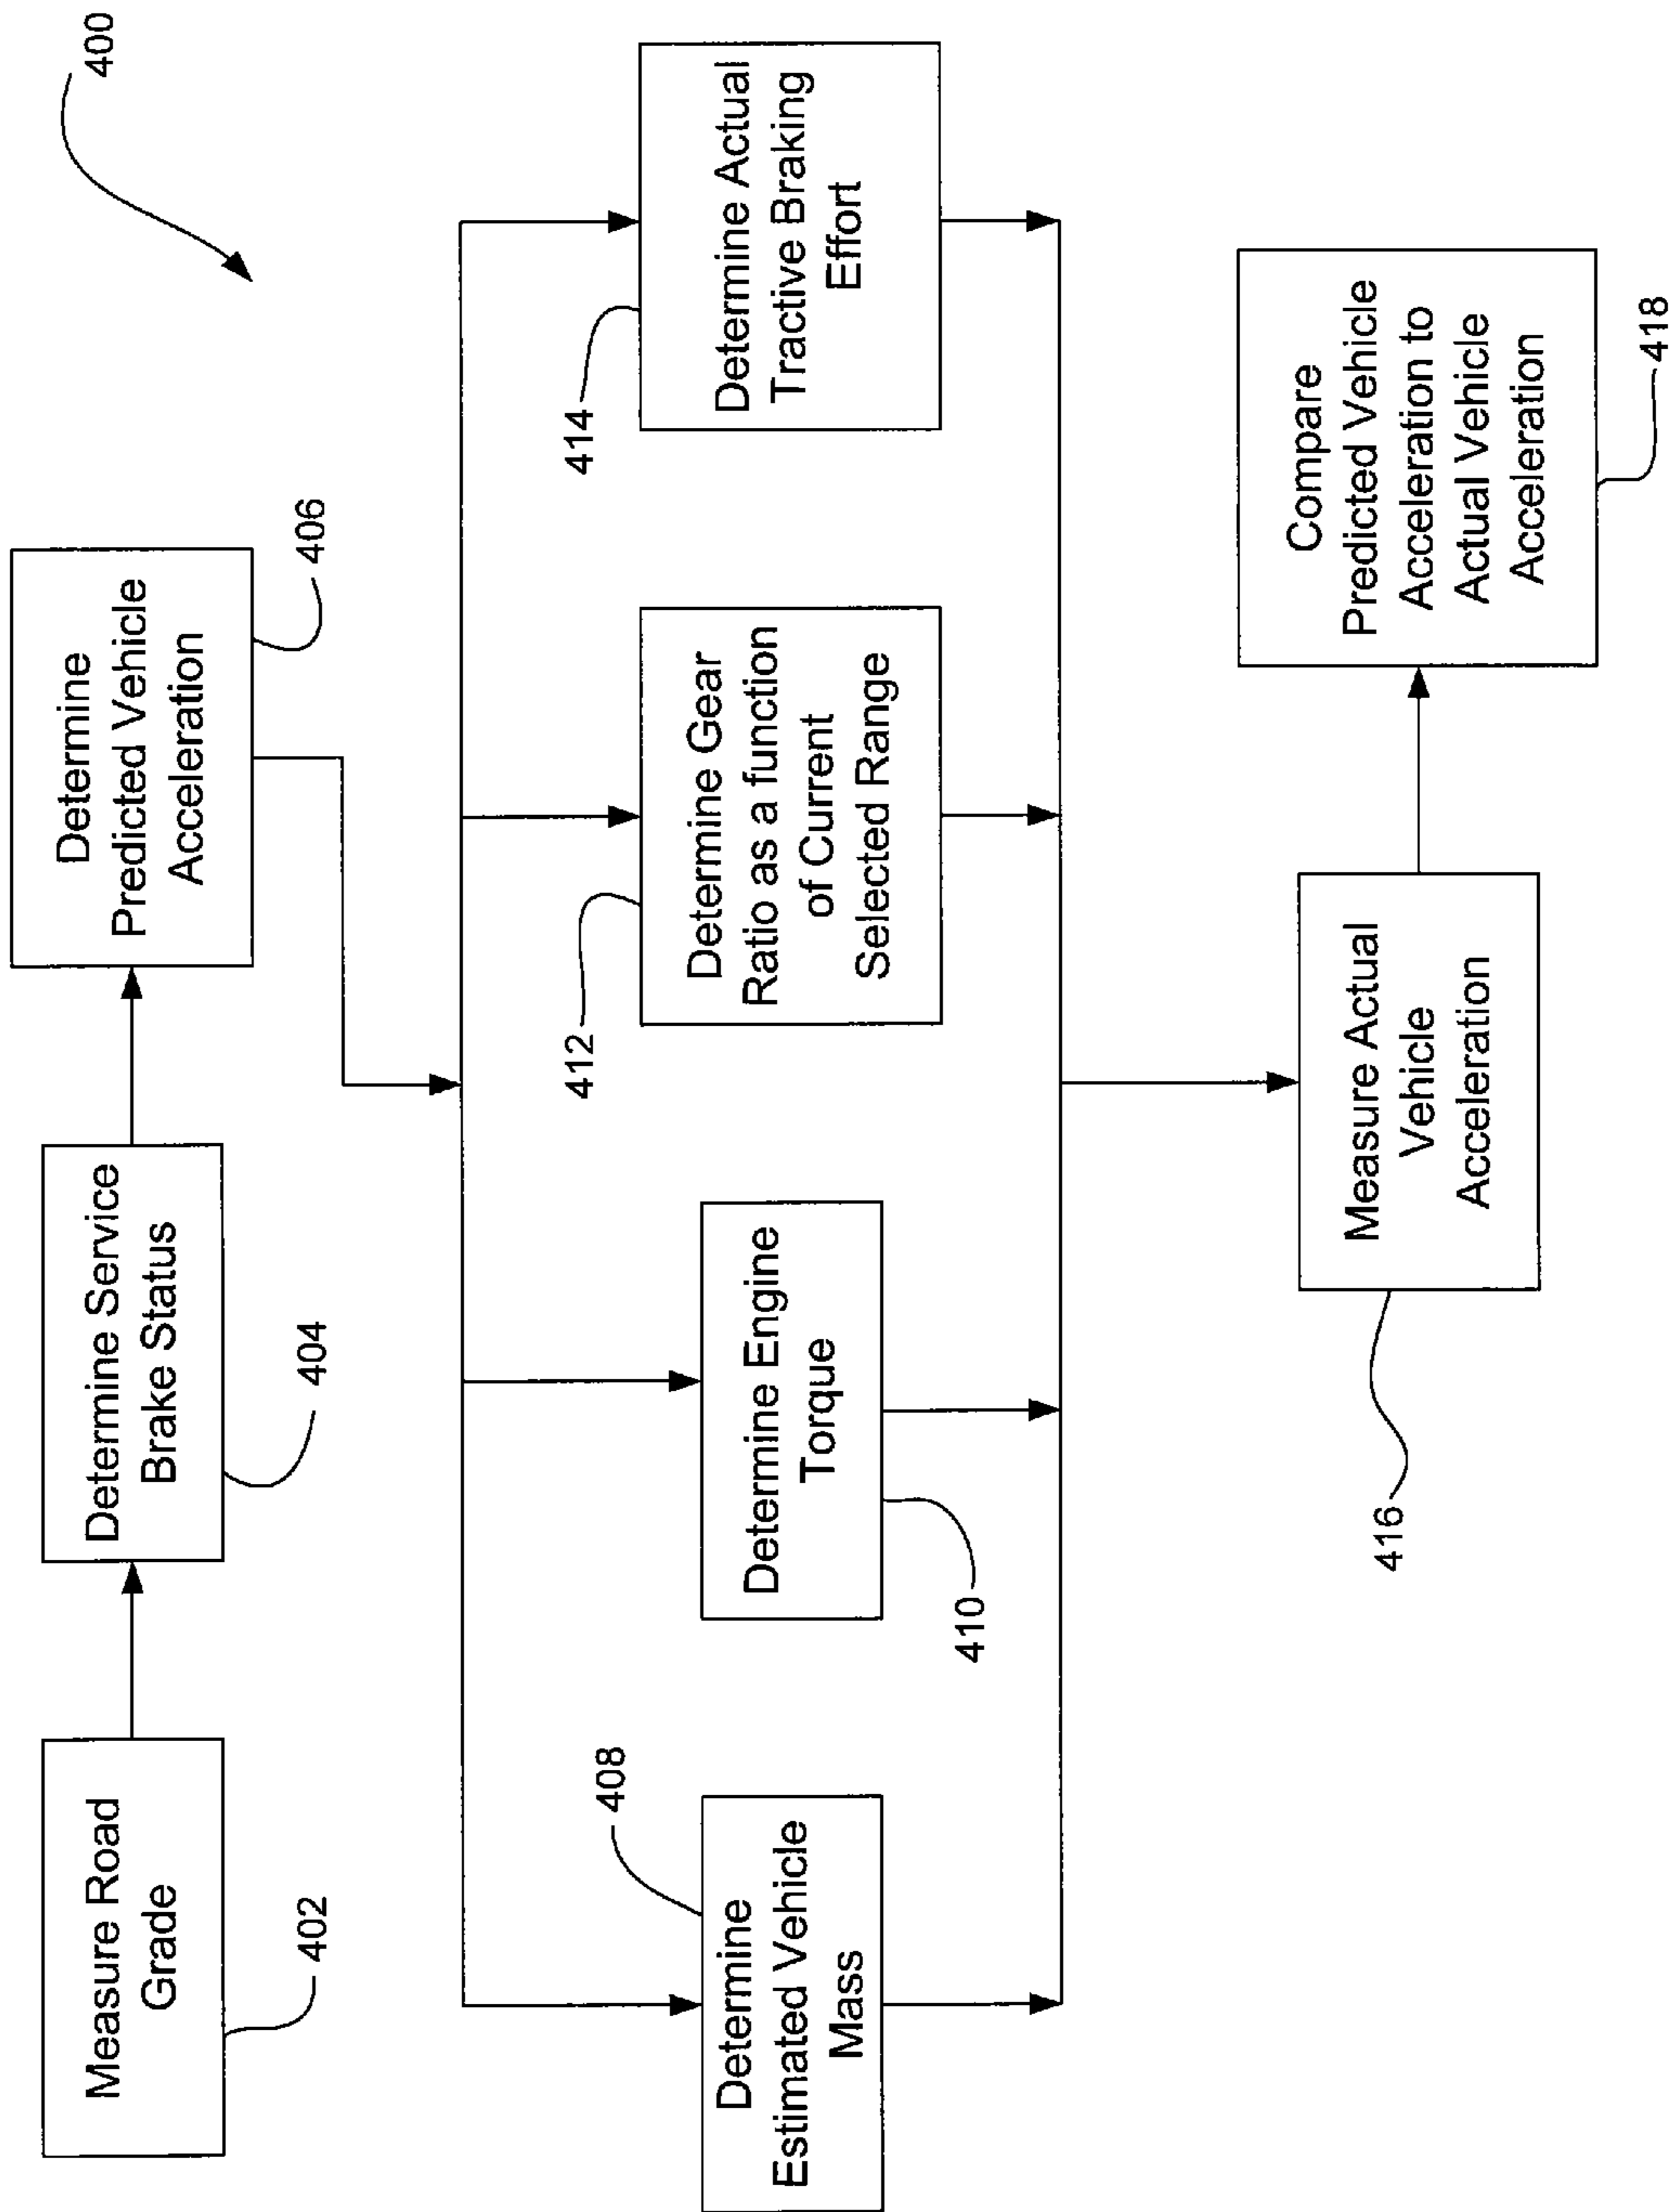 400
Measure Road
Grade
402
Determine Service
Brake Status
404
Determine
Predicted Vehicle
Acceleration
406
Determine
Estimated Vehicle
Mass
408
Determine Engine
Torque
410
Determine Gear
Ratio as a function
of Current
Selected Range
412
Determine Actual
Tractive Braking
Effort
414
Measure Actual
Vehicle
Acceleration
416
Compare
Predicted Vehicle
Acceleration to
Actual Vehicle
Acceleration
418